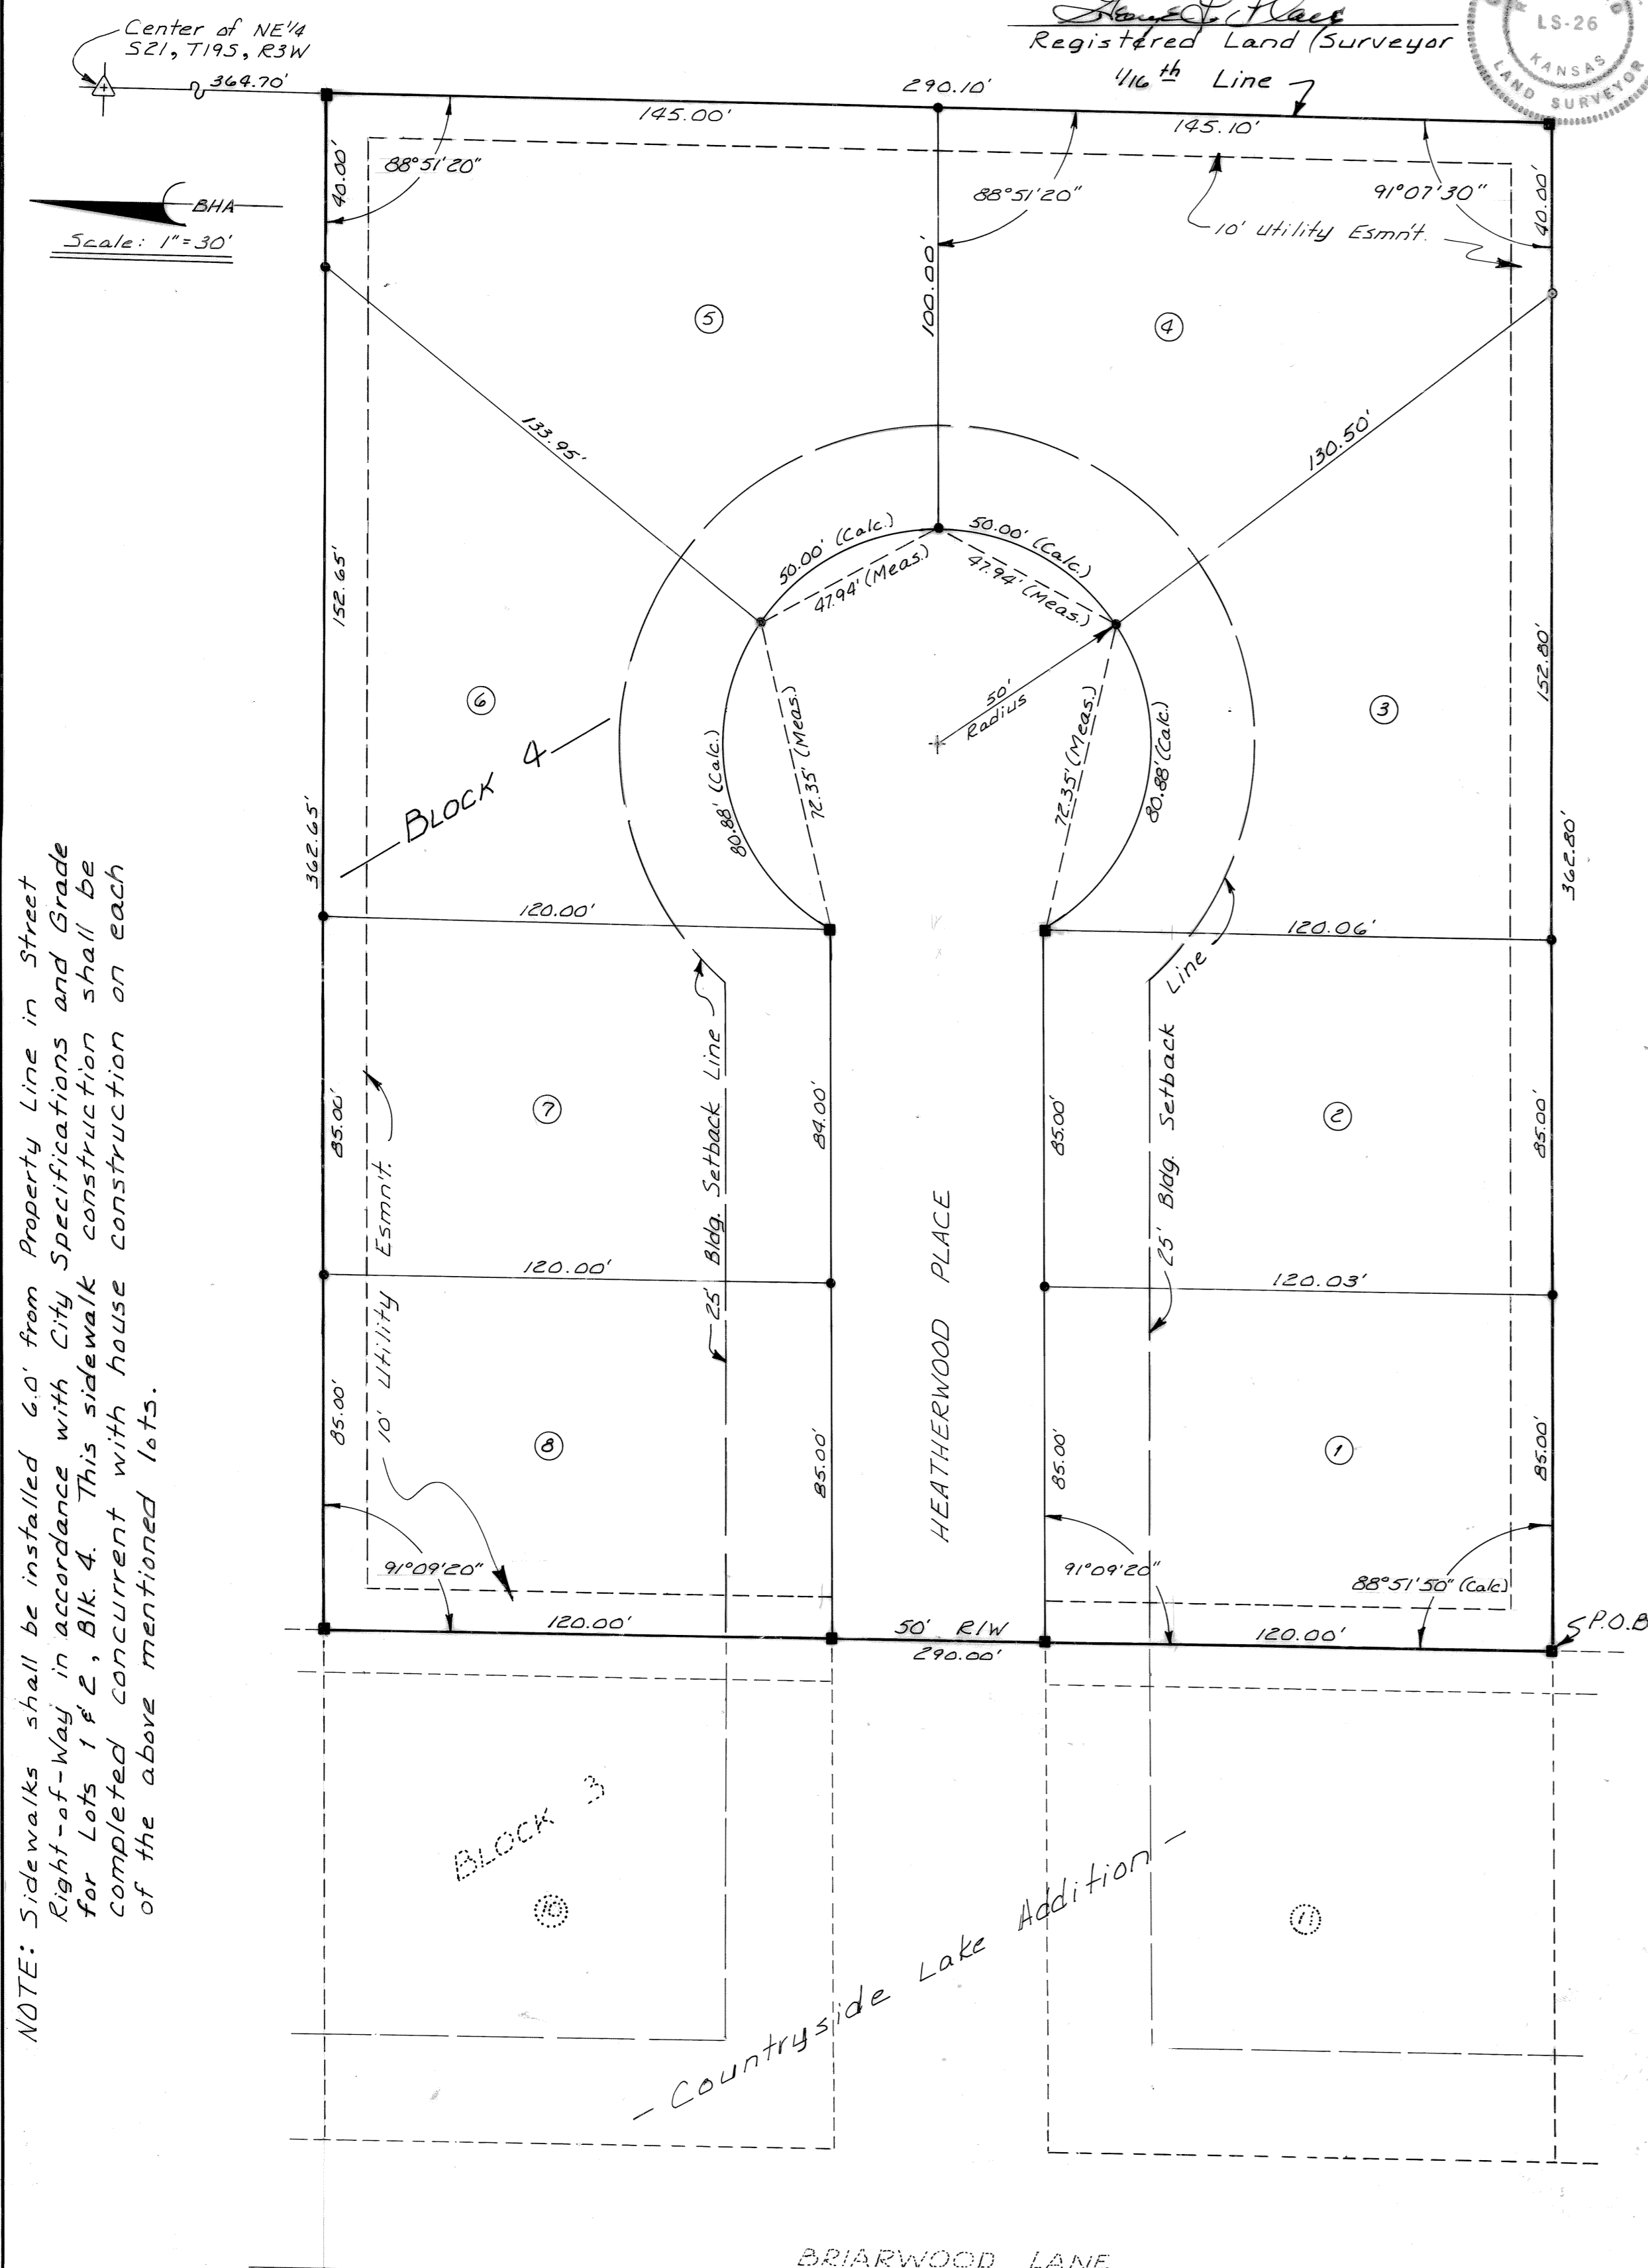 Registered Land Surveyor
LS-26
KANSAS
LAND SURVEYOR
Center of NE¼
S21, T19S, R3W
364.70'
290.10'
1/16 th Line
145.00'
145.10'
40.00'
88°51'20"
88°51'20"
91°07'30"
40.00'
BHA
Scale: 1"=30'
10' Utility Esmn't.
100.00'
5
4
133.95'
130.50'
50.00' (Calc.)
50.00' (Calc.)
47.94' (Meas.)
47.94' (Meas.)
152.65'
152.80'
6
3
50'
Radius
72.35' (Meas.)
72.35' (Meas.)
80.88' (Calc.)
80.88' (Calc.)
BLOCK 4
362.65'
362.80'
120.00'
120.06'
Line
25' Bldg. Setback Line
25' Bldg. Setback
85.00'
7
84.00'
85.00'
2
85.00'
10' Utility Esmn't.
HEATHERWOOD PLACE
120.00'
120.03'
85.00'
8
85.00'
85.00'
1
85.00'
91°09'20"
91°09'20"
88°51'50" (Calc)
120.00'
50' R/W
120.00'
P.O.B
290.00'
BLOCK 3
10
11
- Countryside Lake Addition -
BRIARWOOD LANE
NOTE: Sidewalks shall be installed 6.0' from Property Line in Street
Right-of-Way in accordance with City Specifications and Grade
for Lots 1 & 2, Blk. 4. This sidewalk construction shall be
completed concurrent with house construction on each
of the above mentioned lots.